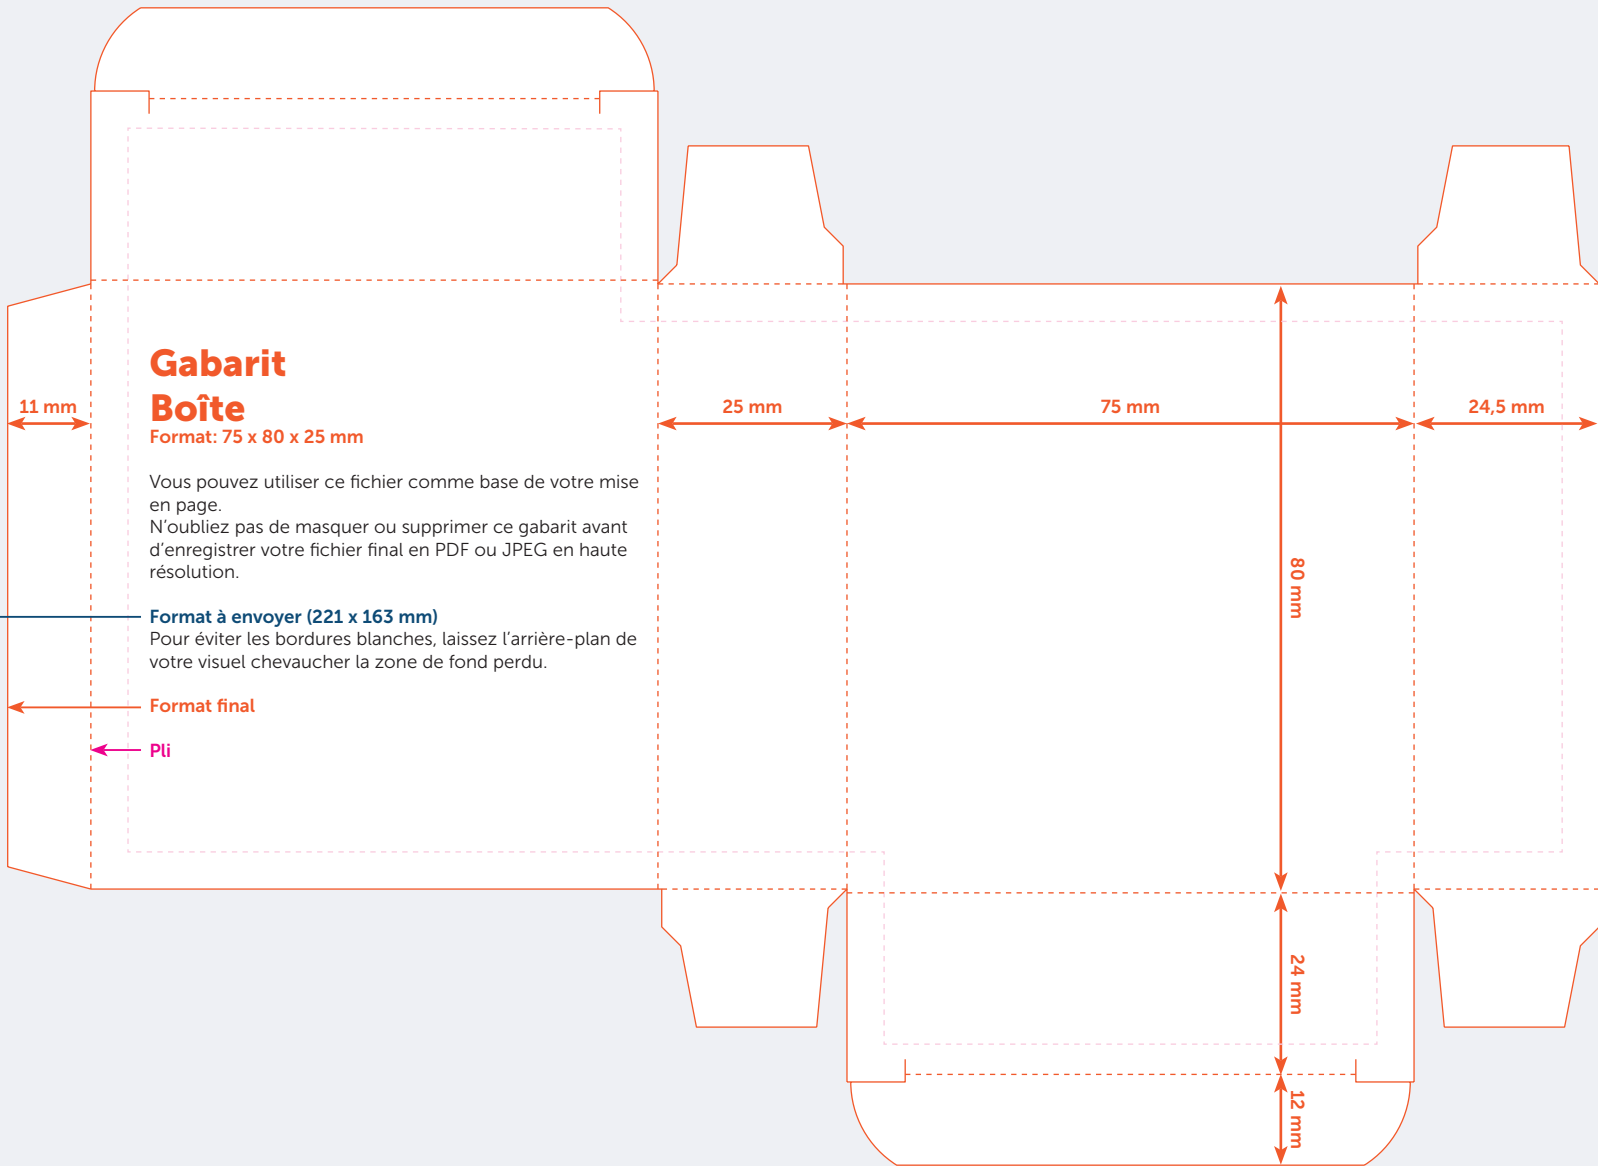 Gabarit
Boîte
Format: 75 x 80 x 25 mm
11 mm
25 mm
75 mm
24,5 mm
Vous pouvez utiliser ce fichier comme base de votre mise
en page.
N’oubliez pas de masquer ou supprimer ce gabarit avant
d’enregistrer votre fichier final en PDF ou JPEG en haute
résolution.
Format à envoyer (221 x 163 mm)
Pour éviter les bordures blanches, laissez l’arrière-plan de
votre visuel chevaucher la zone de fond perdu.
Format final
Pli
80 mm
24 mm
12 mm